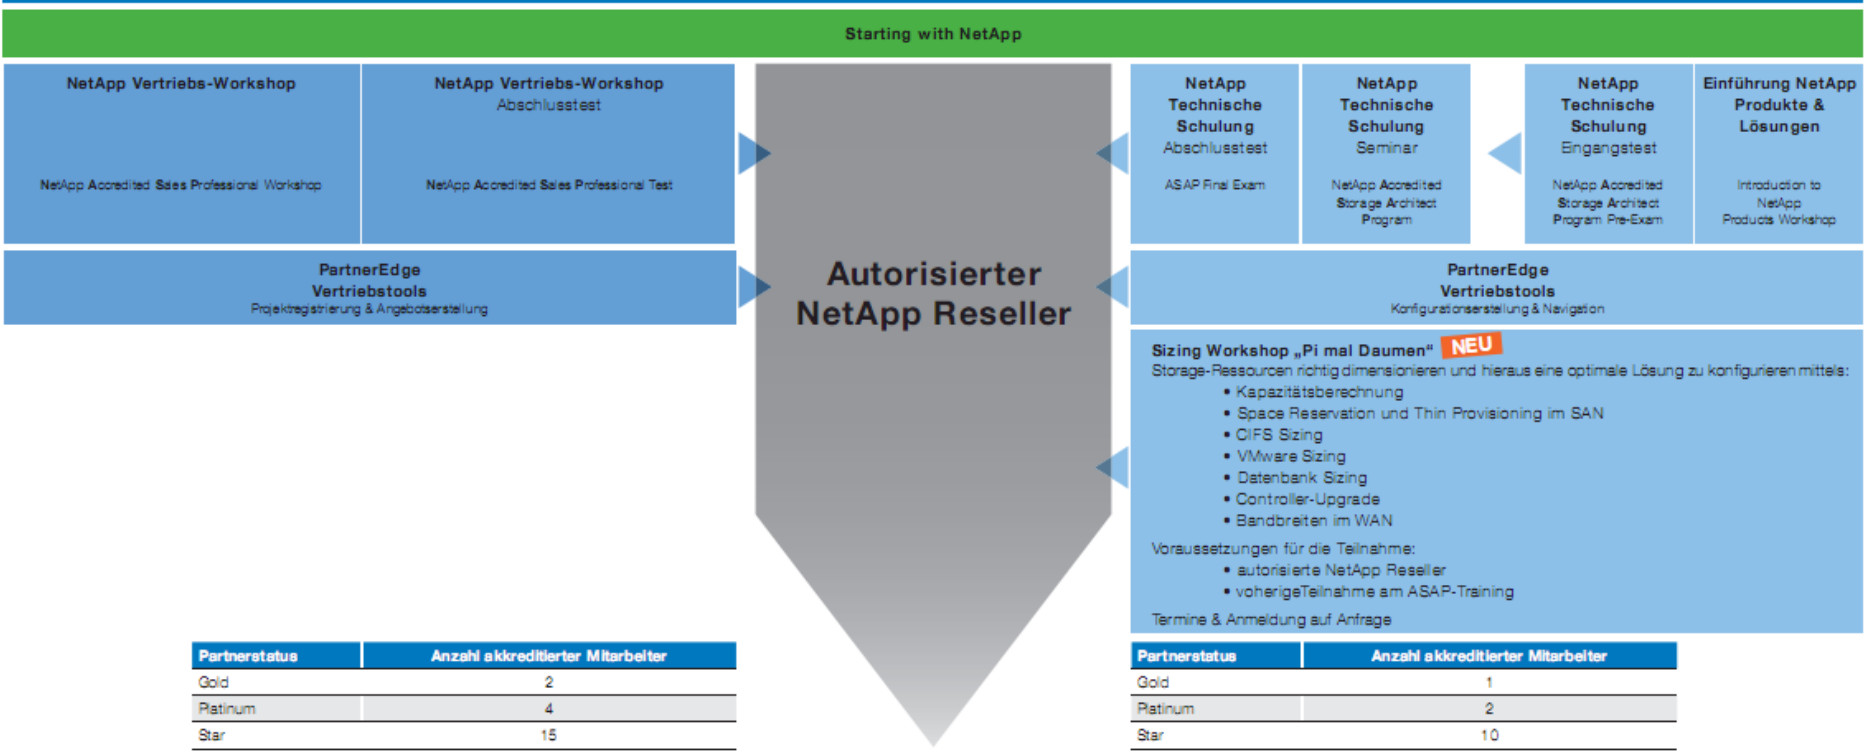 Starting with NetApp
NetApp Vertriebs-Workshop
NetApp Accredited Sales Professional Workshop
NetApp Vertriebs-Workshop
Abschlusstest
NetApp Accredited Sales Professional Test
PartnerEdge
Vertriebstools
Projektregistrierung & Angebotserstellung
Autorisierter
NetApp Reseller
NetApp
Technische
Schulung
Abschlusstest
ASAP Final Exam
NetApp
Technische
Schulung
Seminar
NetApp Accredited
Storage Architect
Program
NetApp
Technische
Schulung
Eingangstest
NetApp Accredited
Storage Architect
Program Pre-Exam
Einführung NetApp
Produkte &
Lösungen
Introduction to
NetApp
Products Workshop
PartnerEdge
Vertriebstools
Konfigurationserstellung & Navigation
Sizing Workshop „Pi mal Daumen“ NEU
Storage-Ressourcen richtig dimensionieren und hieraus eine optimale Lösung zu konfigurieren mittels:
• Kapazitätsberechnung
• Space Reservation und Thin Provisioning im SAN
• CIFS Sizing
• VMware Sizing
• Datenbank Sizing
• Controller-Upgrade
• Bandbreiten im WAN
Voraussetzungen für die Teilnahme:
• autorisierte NetApp Reseller
• voherigeTeilnahme am ASAP-Training
Termine & Anmeldung auf Anfrage
Partnerstatus Anzahl akkreditierter Mitarbeiter
Gold 2
Platinum 4
Star 15
Partnerstatus Anzahl akkreditierter Mitarbeiter
Gold 1
Platinum 2
Star 10